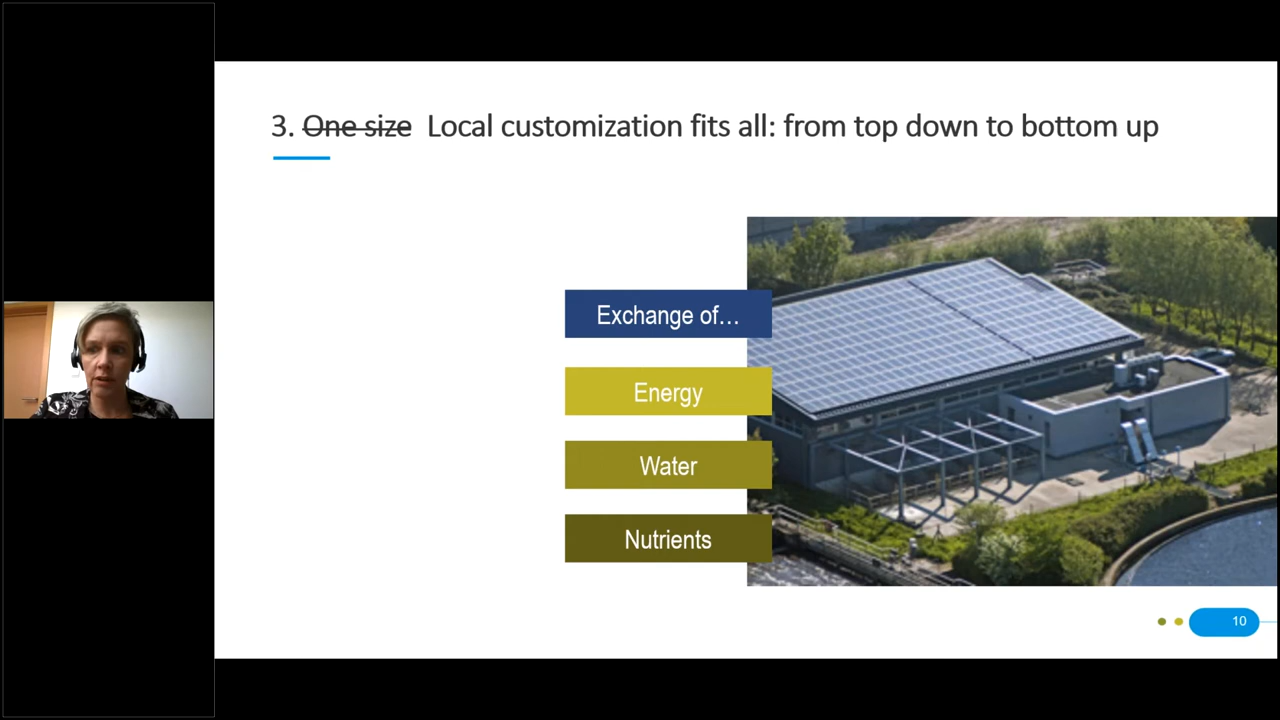 3. One size Local customization fits all: from top down to bottom up
Exchange of...
Energy
Water
Nutrients
10